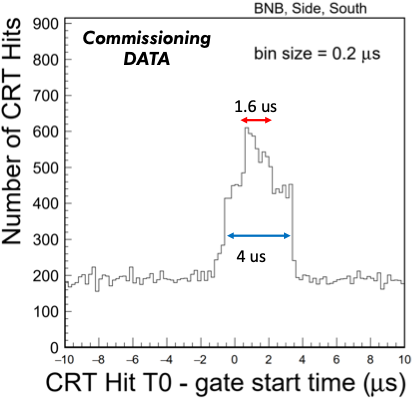 BNB, Side, South
Commissioning
DATA
bin size = 0.2 μs
1.6 us
4 us
Number of CRT Hits
900
800
700
600
500
400
300
200
100
0
−10 −8 −6 −4 −2 0 2 4 6 8 10
CRT Hit T0 - gate start time (μs)